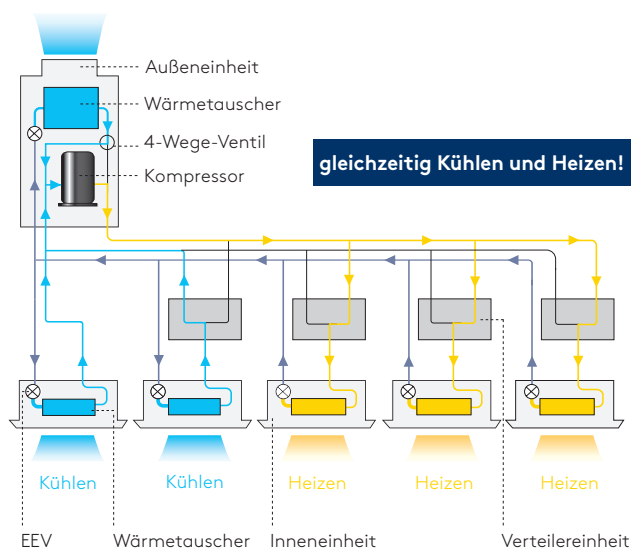 Außeneinheit
Wärmetauscher
4-Wege-Ventil
Kompressor
gleichzeitig Kühlen und Heizen!
Kühlen
Kühlen
Heizen
Heizen
Heizen
EEV
Wärmetauscher
Inneneinheit
Verteilereinheit